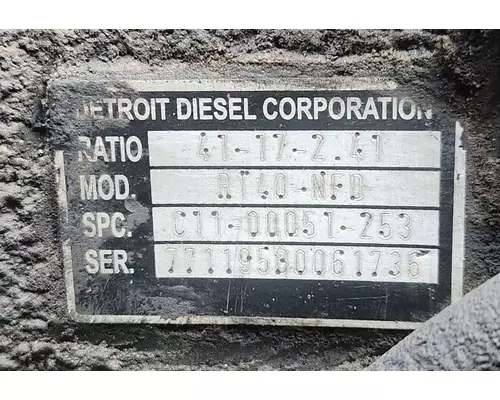 DETROIT DIESEL CORPORATION
RATIO 41-17-2.41
MOD. RT40-NFD
SPC. C11-00051-253
SER. 771195B0061736